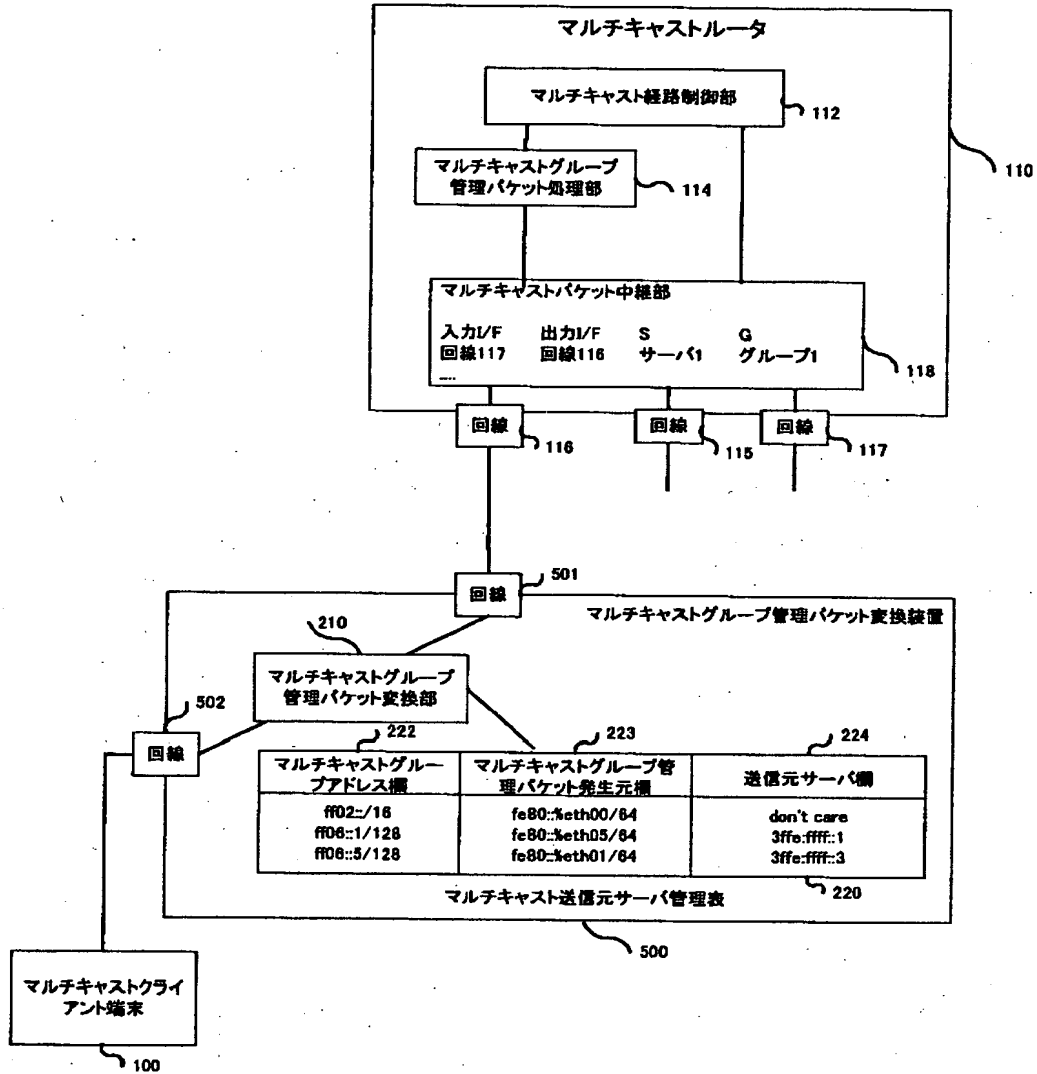 マルチキャストルータ
マルチキャスト経路制御部
112
110
マルチキャストグループ
管理パケット処理部
114
マルチキャストパケット中継部
入力I/F 出力I/F S G
回線117 回線116 サーバ1 グループ1
....
118
回線
116
回線
115
回線
117
回線
501
マルチキャストグループ管理パケット変換装置
210
マルチキャストグループ
管理パケット変換部
502
回線
222
223
224
マルチキャストグルー
プアドレス欄
マルチキャストグループ管
理パケット発生元欄
送信元サーバ欄
ff02::/16 fe80::%eth00/64 don't care
ff06::1/128 fe80::%eth05/64 3ffe:ffff::1
ff06::5/128 fe80::%eth01/64 3ffe:ffff::3
220
マルチキャスト送信元サーバ管理表
500
マルチキャストクライ
アント端末
100